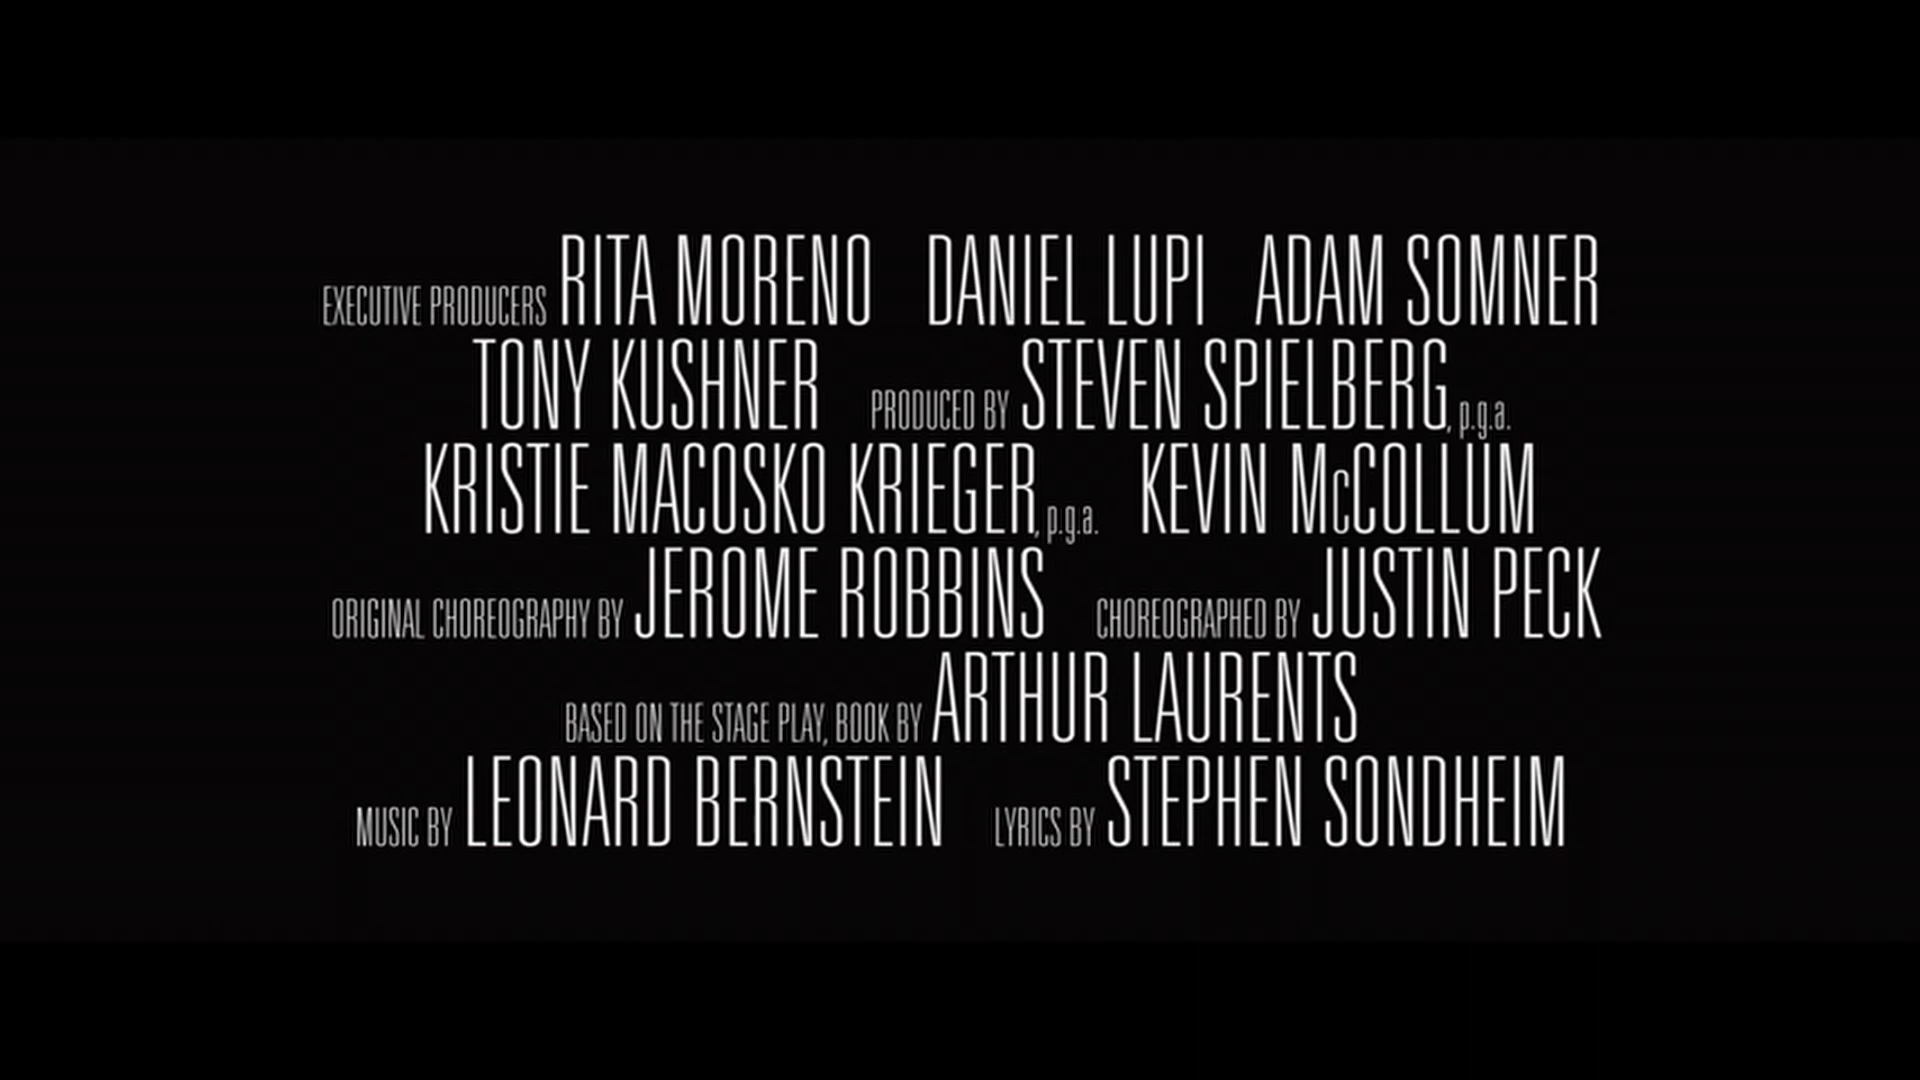 EXECUTIVE PRODUCERS RITA MORENO DANIEL LUPI ADAM SOMNER
TONY KUSHNER PRODUCED BY STEVEN SPIELBERG, p.g.a.
KRISTIE MACOSKO KRIEGER, p.g.a. KEVIN McCOLLUM
ORIGINAL CHOREOGRAPHY BY JEROME ROBBINS CHOREOGRAPHED BY JUSTIN PECK
BASED ON THE STAGE PLAY, BOOK BY ARTHUR LAURENTS
MUSIC BY LEONARD BERNSTEIN LYRICS BY STEPHEN SONDHEIM